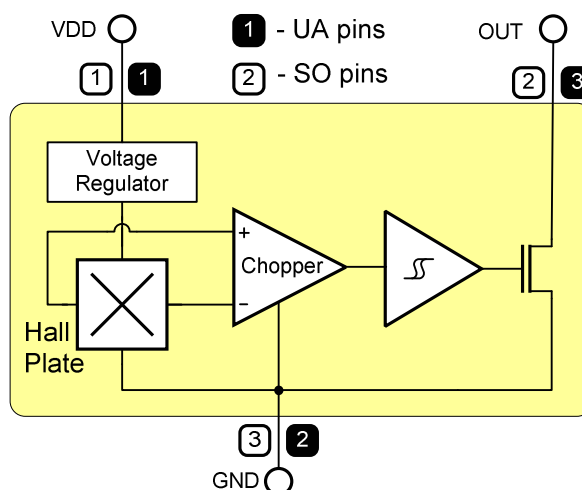 VDD
1 - UA pins
OUT
1 1
2 - SO pins
2 3
Voltage
Regulator
+
Chopper
−
Hall
Plate
3 2
GND